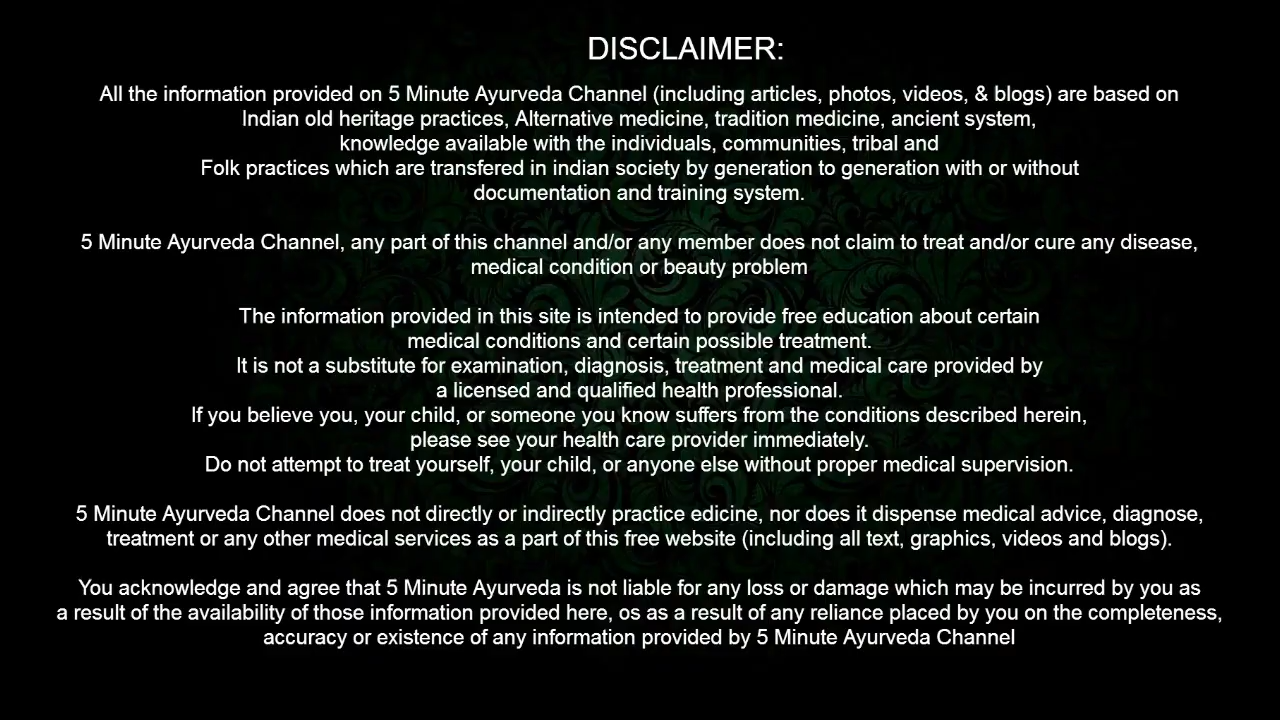 DISCLAIMER:
All the information provided on 5 Minute Ayurveda Channel (including articles, photos, videos, & blogs) are based on
Indian old heritage practices, Alternative medicine, tradition medicine, ancient system,
knowledge available with the individuals, communities, tribal and
Folk practices which are transfered in indian society by generation to generation with or without
documentation and training system.
5 Minute Ayurveda Channel, any part of this channel and/or any member does not claim to treat and/or cure any disease,
medical condition or beauty problem
The information provided in this site is intended to provide free education about certain
medical conditions and certain possible treatment.
It is not a substitute for examination, diagnosis, treatment and medical care provided by
a licensed and qualified health professional.
If you believe you, your child, or someone you know suffers from the conditions described herein,
please see your health care provider immediately.
Do not attempt to treat yourself, your child, or anyone else without proper medical supervision.
5 Minute Ayurveda Channel does not directly or indirectly practice edicine, nor does it dispense medical advice, diagnose,
treatment or any other medical services as a part of this free website (including all text, graphics, videos and blogs).
You acknowledge and agree that 5 Minute Ayurveda is not liable for any loss or damage which may be incurred by you as
a result of the availability of those information provided here, os as a result of any reliance placed by you on the completeness,
accuracy or existence of any information provided by 5 Minute Ayurveda Channel